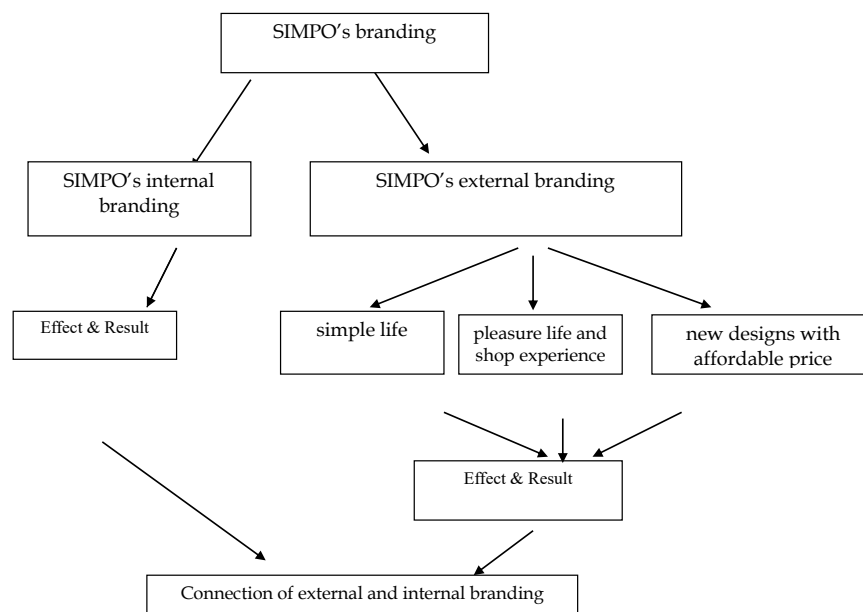 SIMPO’s branding
SIMPO’s internal
branding
SIMPO’s external branding
Effect & Result
simple life
pleasure life and
shop experience
new designs with
affordable price
Effect & Result
Connection of external and internal branding